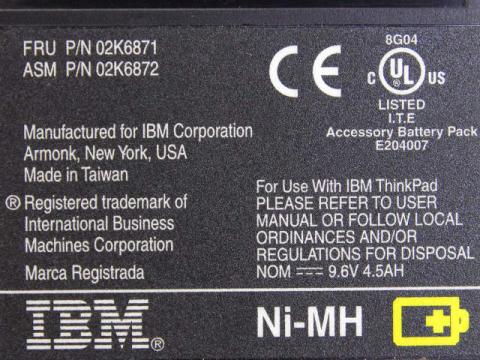 FRU P/N 02K6871
ASM P/N 02K6872
CE
8G04
C UL US
LISTED
I.T.E
Accessory Battery Pack
E204007
Manufactured for IBM Corporation
Armonk, New York, USA
Made in Taiwan
® Registered trademark of
International Business
Machines Corporation
Marca Registrada
For Use With IBM ThinkPad
PLEASE REFER TO USER
MANUAL OR FOLLOW LOCAL
ORDINANCES AND/OR
REGULATIONS FOR DISPOSAL
NOM 9.6V 4.5AH
IBM®
Ni-MH